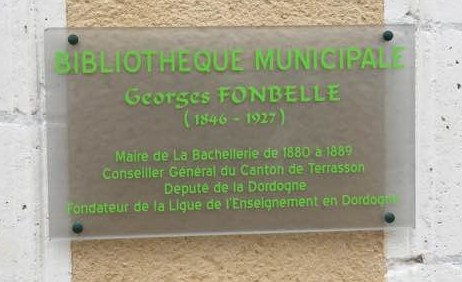 BIBLIOTHEQUE MUNICIPALE
Georges FONBELLE
(1846 - 1927)
Maire de La Bachellerie de 1880 à 1889
Conseiller Général du Canton de Terrasson
Député de la Dordogne
Fondateur de la Ligue de l'Enseignement en Dordogne